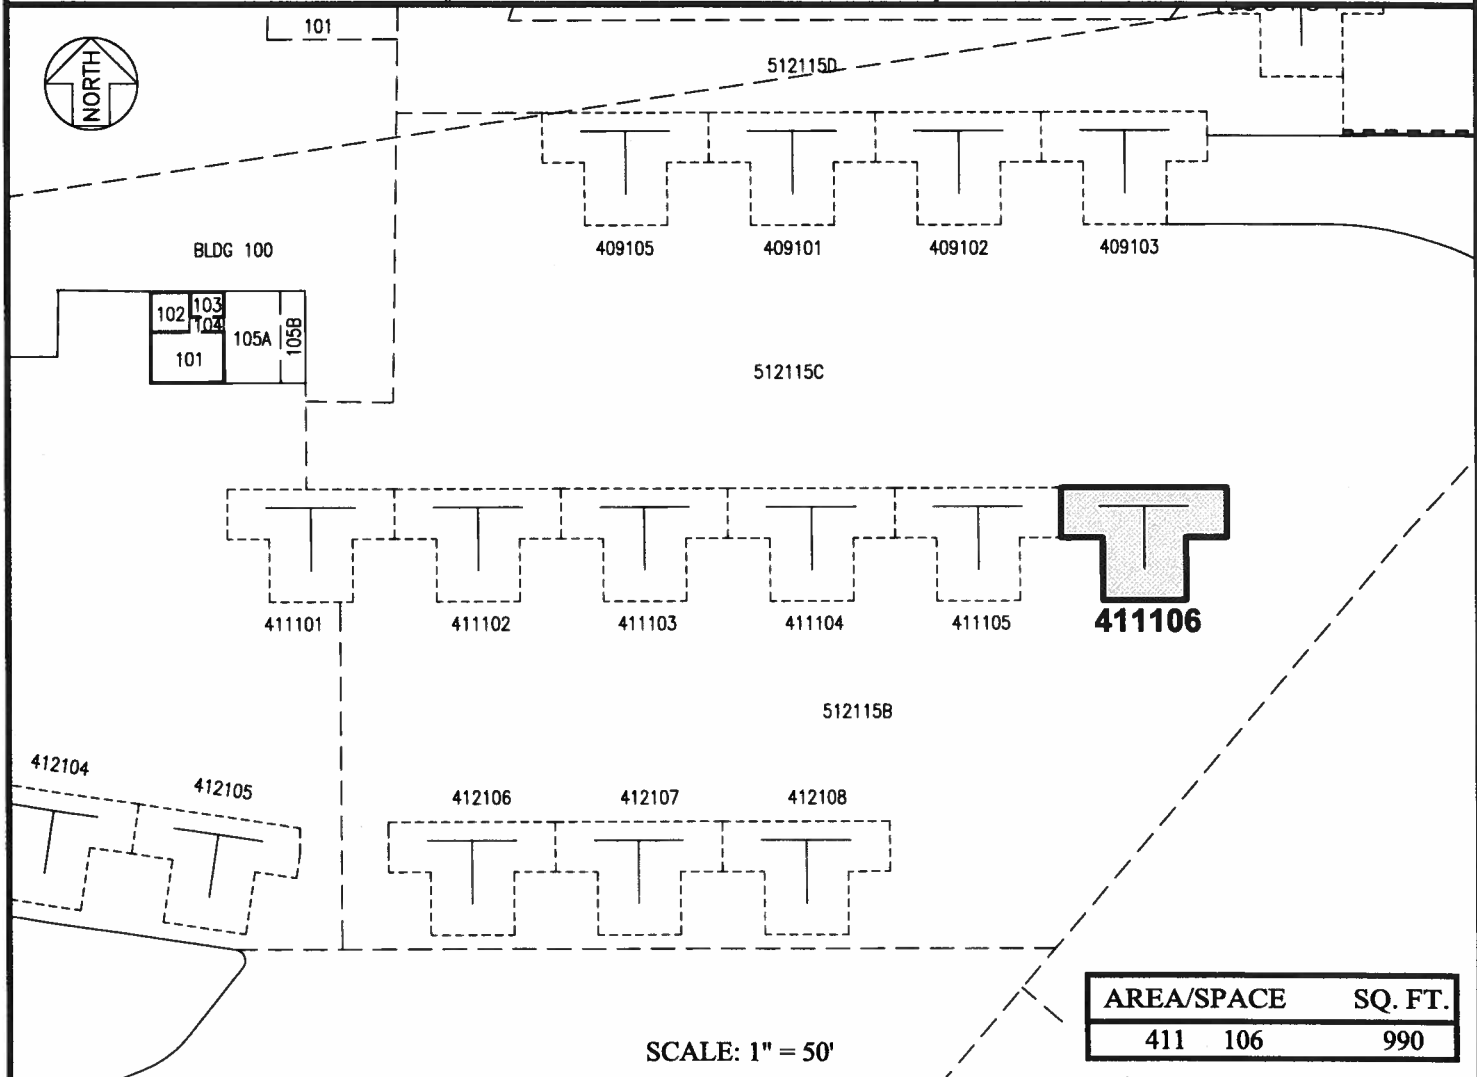 101
NORTH
512115D
409105 409101 409102 409103
BLDG 100
102 103
104
105A 105B
101
512115C
411101 411102 411103 411104 411105 411106
512115B
412104 412105 412106 412107 412108
AREA/SPACE SQ. FT.
411 106 990
SCALE: 1" = 50'